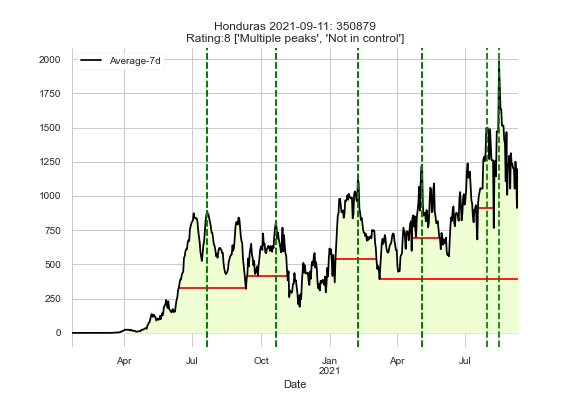 Honduras 2021-09-11: 350879
Rating:8 ['Multiple peaks', 'Not in control']
Average-7d
2000
1750
1500
1250
1000
750
500
250
0
Apr Jul Oct Jan Apr Jul
2021
Date